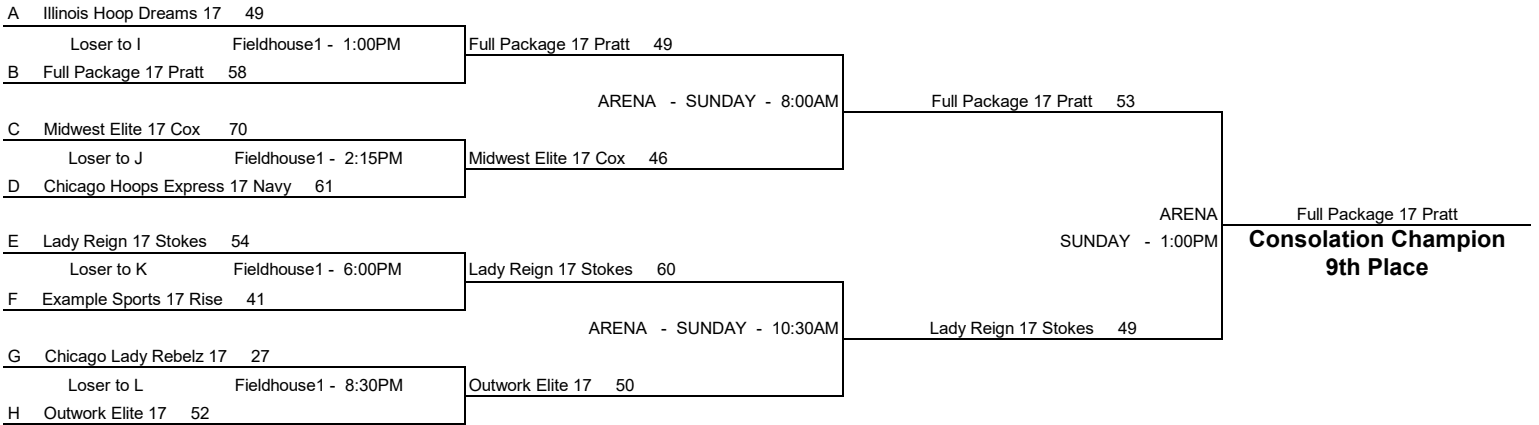 A Illinois Hoop Dreams 17 49
Loser to I Fieldhouse1 - 1:00PM
Full Package 17 Pratt 49
B Full Package 17 Pratt 58
ARENA - SUNDAY - 8:00AM
Full Package 17 Pratt 53
C Midwest Elite 17 Cox 70
Loser to J Fieldhouse1 - 2:15PM
Midwest Elite 17 Cox 46
D Chicago Hoops Express 17 Navy 61
ARENA
SUNDAY - 1:00PM
Full Package 17 Pratt
Consolation Champion
9th Place
E Lady Reign 17 Stokes 54
Loser to K Fieldhouse1 - 6:00PM
Lady Reign 17 Stokes 60
F Example Sports 17 Rise 41
ARENA - SUNDAY - 10:30AM
Lady Reign 17 Stokes 49
G Chicago Lady Rebelz 17 27
Loser to L Fieldhouse1 - 8:30PM
Outwork Elite 17 50
H Outwork Elite 17 52